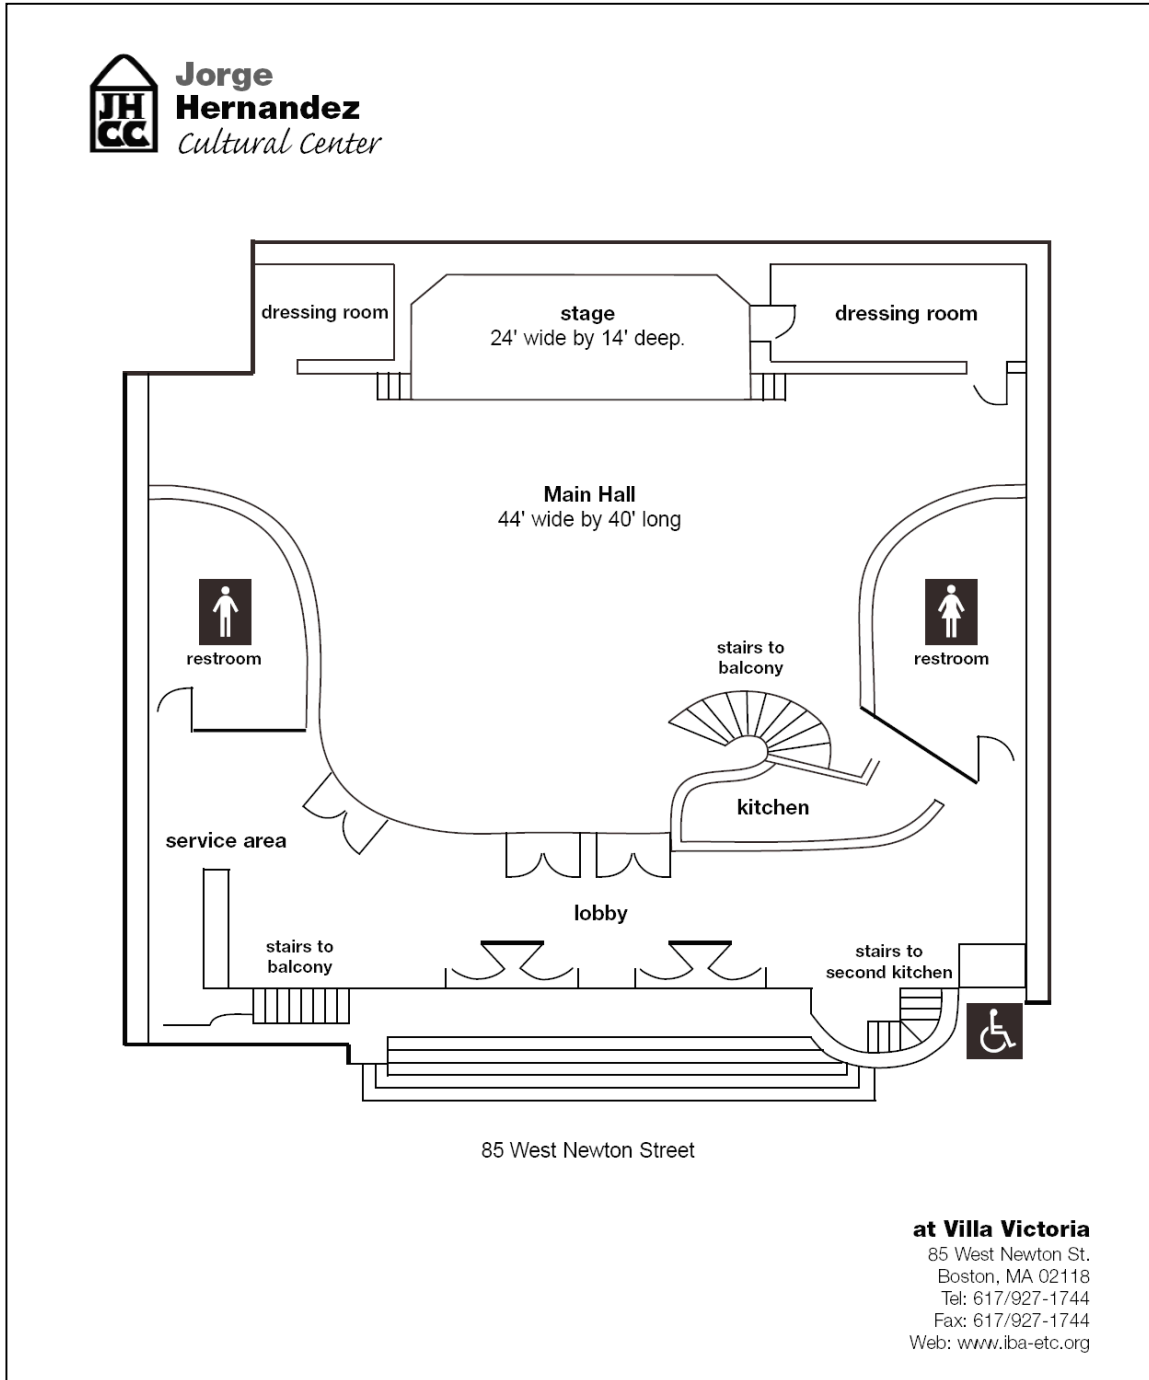 JH
CC
Jorge
Hernandez
Cultural Center
dressing room
stage
24' wide by 14' deep.
dressing room
Main Hall
44' wide by 40' long
restroom
stairs to
balcony
restroom
kitchen
service area
lobby
stairs to
balcony
stairs to
second kitchen
85 West Newton Street
at Villa Victoria
85 West Newton St.
Boston, MA 02118
Tel: 617/927-1744
Fax: 617/927-1744
Web: www.iba-etc.org